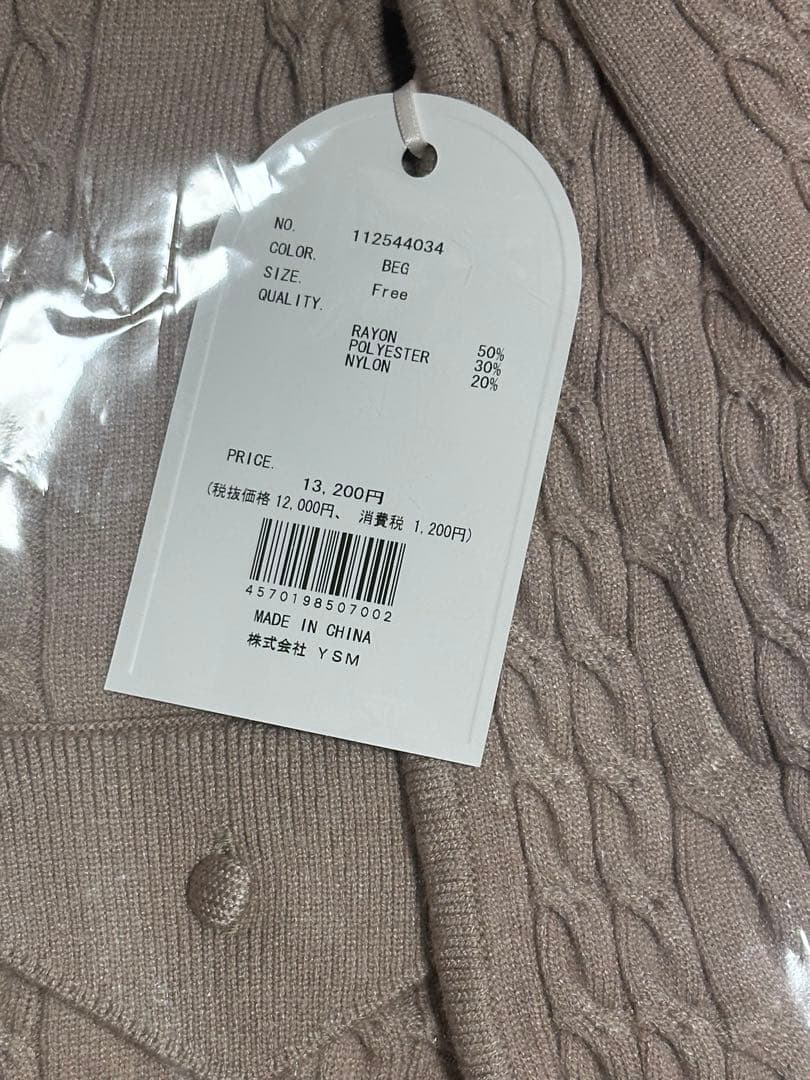 NO. 112544034
COLOR. BEG
SIZE. Free
QUALITY.
RAYON 50%
POLYESTER 30%
NYLON 20%
PRICE. 13,200円
(税抜価格 12,000円、 消費税 1,200円)
4570198507002
MADE IN CHINA
株式会社 YSM